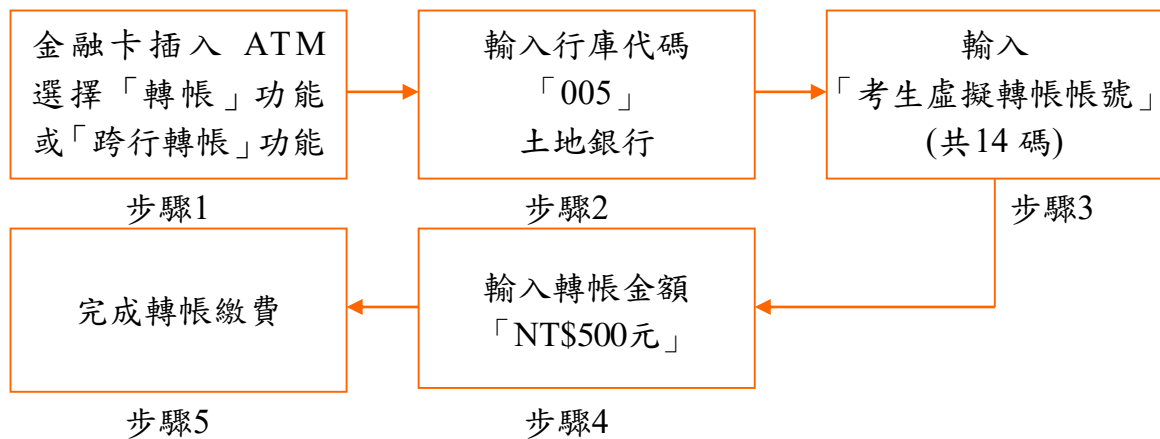 金融卡插入 ATM
選擇「轉帳」功能
或「跨行轉帳」功能
步驟1
輸入行庫代碼
「005」
土地銀行
步驟2
輸入
「考生虛擬轉帳帳號」
(共14 碼)
步驟3
輸入轉帳金額
「NT$500元」
步驟4
完成轉帳繳費
步驟5